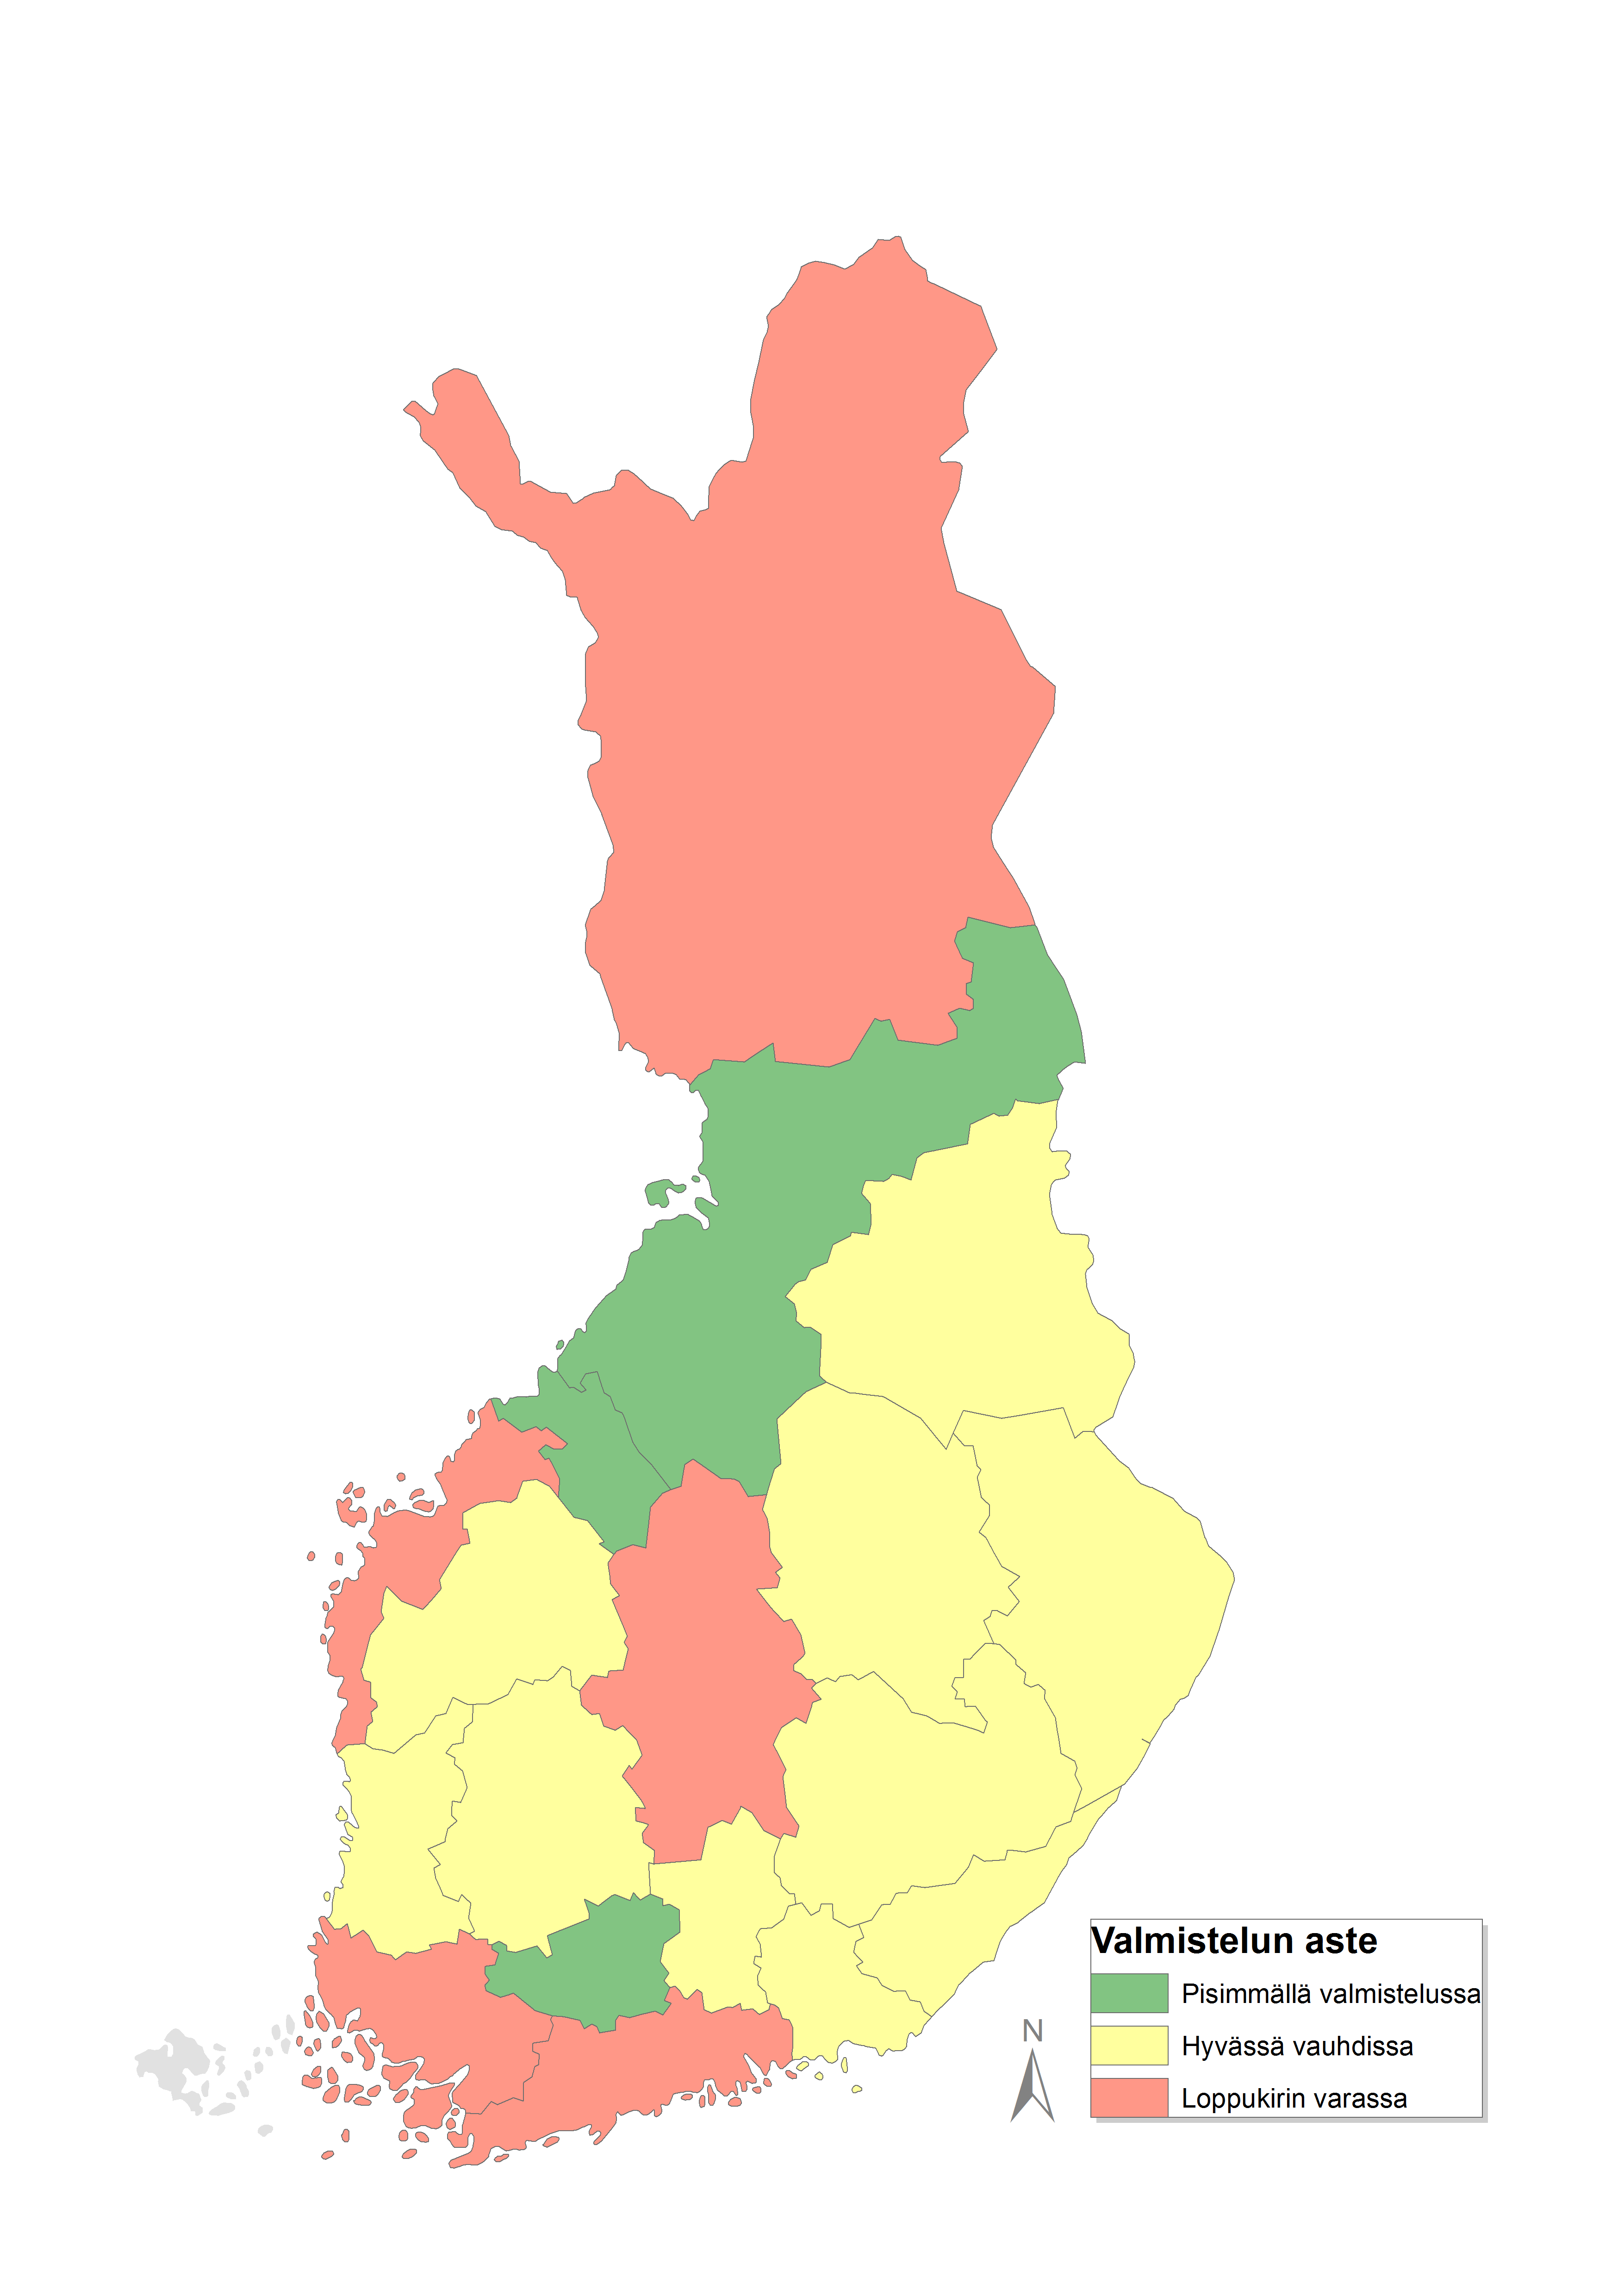 Valmistelun aste
Pisimmällä valmistelussa
Hyvässä vauhdissa
Loppukirin varassa
N